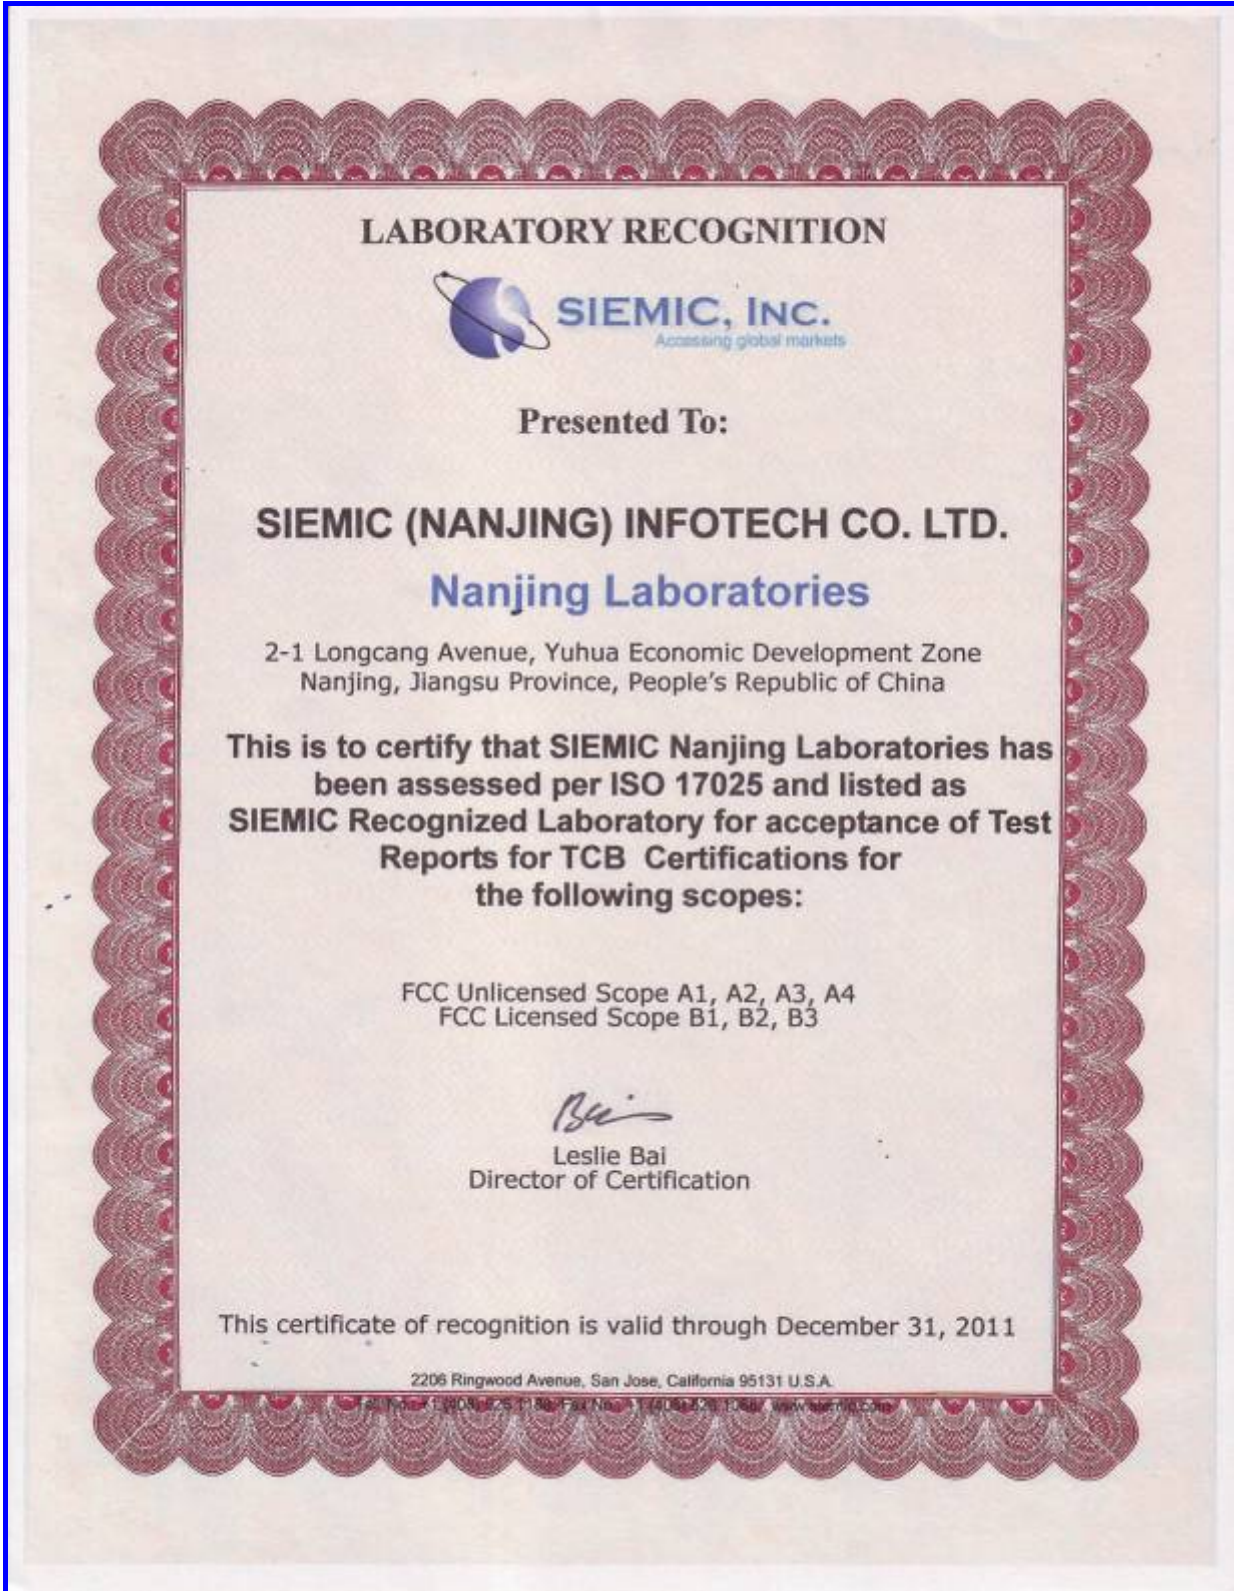 LABORATORY RECOGNITION
SIEMIC, INC.
Accessing global markets
Presented To:
SIEMIC (NANJING) INFOTECH CO. LTD.
Nanjing Laboratories
2-1 Longcang Avenue, Yuhua Economic Development Zone
Nanjing, Jiangsu Province, People's Republic of China
This is to certify that SIEMIC Nanjing Laboratories has
been assessed per ISO 17025 and listed as
SIEMIC Recognized Laboratory for acceptance of Test
Reports for TCB Certifications for
the following scopes:
FCC Unlicensed Scope A1, A2, A3, A4
FCC Licensed Scope B1, B2, B3
Leslie Bai
Director of Certification
This certificate of recognition is valid through December 31, 2011
2206 Ringwood Avenue, San Jose, California 95131 U.S.A.